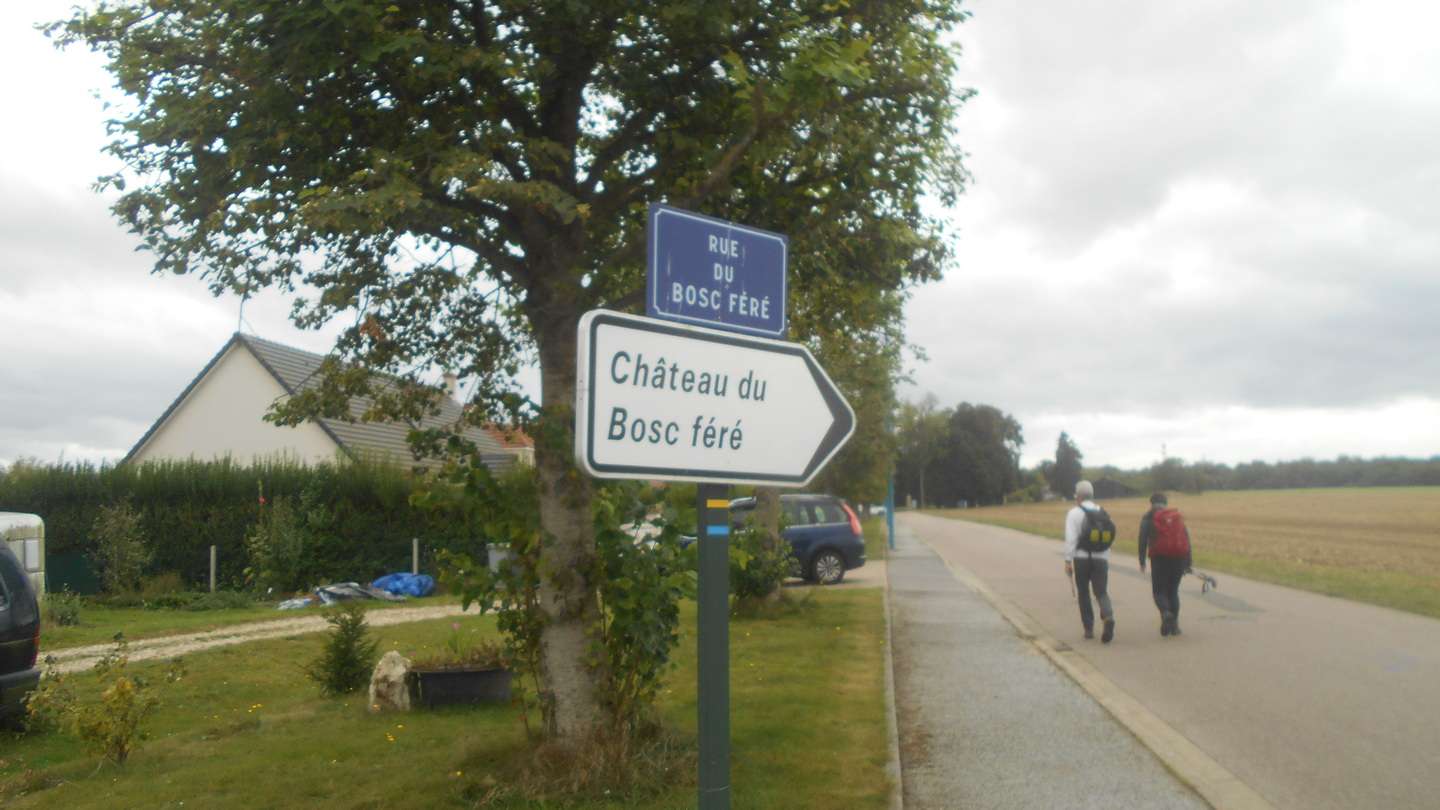 RUE
DU
BOSC FÉRÉ
Château du
Bosc féré